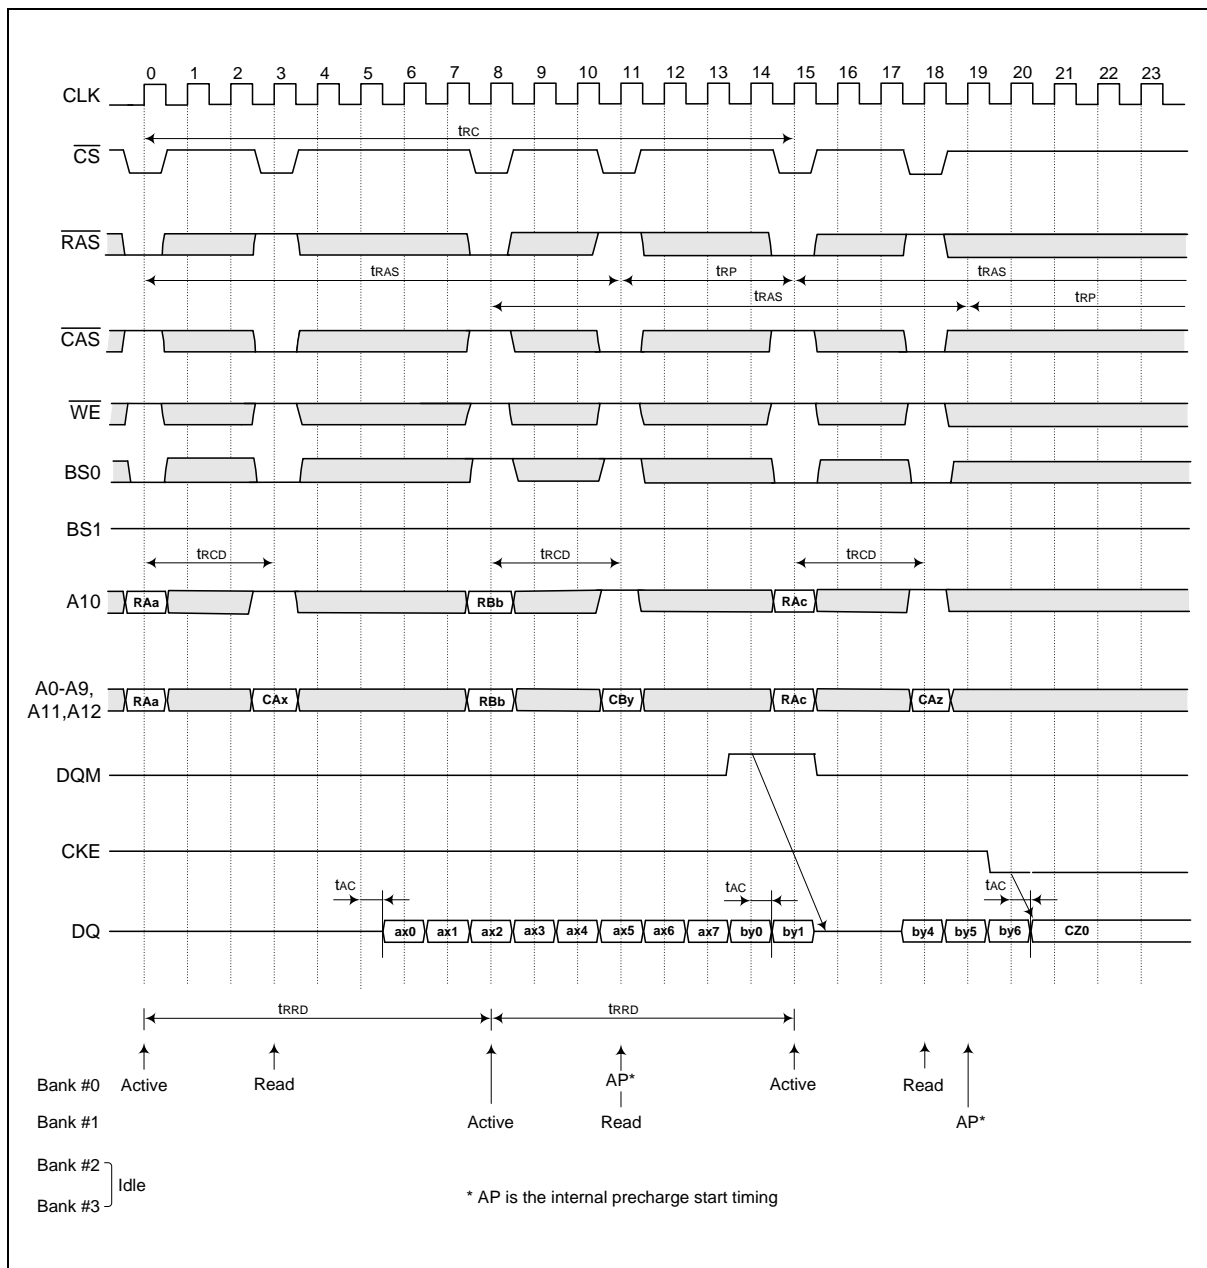 0 1 2 3 4 5 6 7 8 9 10 11 12 13 14 15 16 17 18 19 20 21 22 23
CLK
tRC
CS
RAS
tRAS tRP tRAS
tRAS tRP
CAS
WE
BS0
BS1
tRCD tRCD tRCD
A10 RAa RBb RAc
A0-A9,
A11,A12
RAa CAx RBb CBy RAc CAz
DQM
CKE
tAC tAC tAC
DQ ax0 ax1 ax2 ax3 ax4 ax5 ax6 ax7 by0 by1 by4 by5 by6 CZ0
tRRD tRRD
Bank #0 Active Read AP* Active Read
Bank #1 Active Read AP*
Bank #2
Idle
Bank #3
* AP is the internal precharge start timing